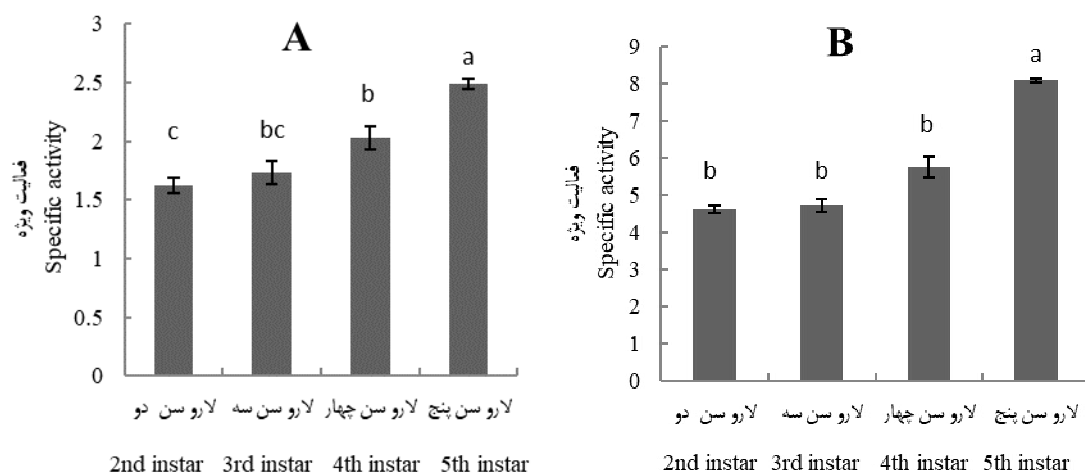 A
3
2.5
2
1.5
1
0.5
0
فعالیت ویژه
Specific activity
c
bc
b
a
لارو سن دو
لارو سن سه
لارو سن چهار
لارو سن پنج
2nd instar
3rd instar
4th instar
5th instar
B
9
8
7
6
5
4
3
2
1
0
فعالیت ویژه
Specific activity
b
b
b
a
لارو سن دو
لارو سن سه
لارو سن چهار
لارو سن پنج
2nd instar
3rd instar
4th instar
5th instar